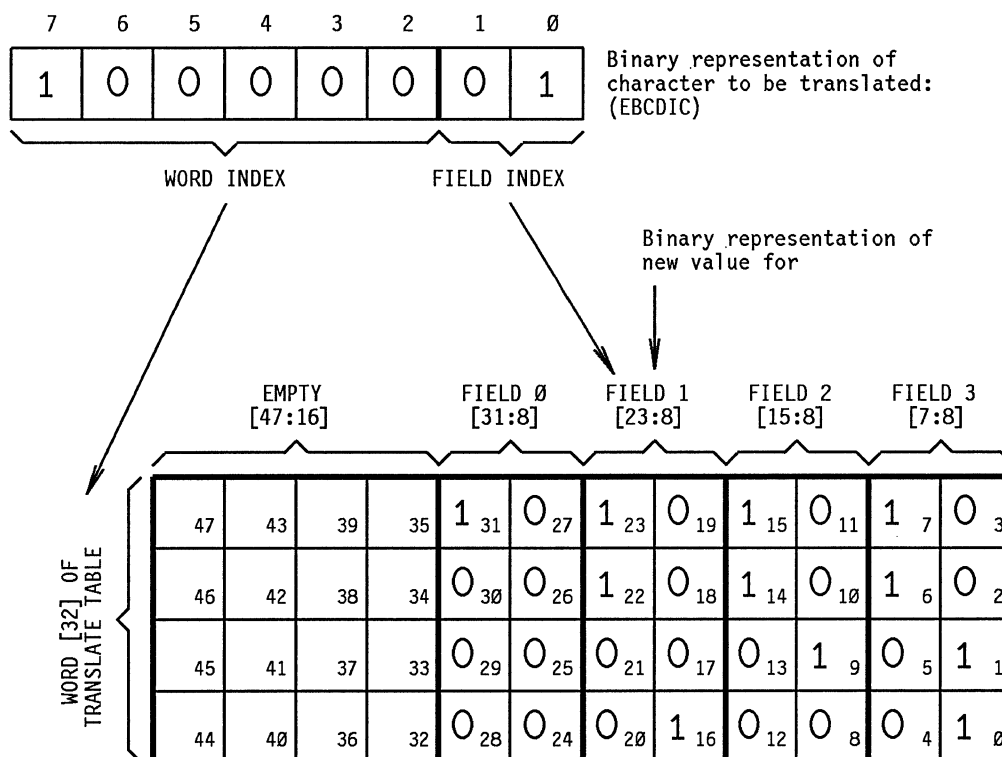 7 6 5 4 3 2 1 Ø
1 0 0 0 0 0 0 1
Binary representation of
character to be translated:
(EBCDIC)
WORD INDEX FIELD INDEX
Binary representation of
new value for
EMPTY FIELD Ø FIELD 1 FIELD 2 FIELD 3
[47:16] [31:8] [23:8] [15:8] [7:8]
WORD [32] OF
TRANSLATE TABLE
47 43 39 35 1 31 0 27 1 23 0 19 1 15 0 11 1 7 0 3
46 42 38 34 0 3Ø 0 26 1 22 0 18 1 14 0 1Ø 1 6 0 2
45 41 37 33 0 29 0 25 0 21 0 17 0 13 1 9 0 5 1 1
44 4Ø 36 32 0 28 0 24 0 2Ø 1 16 0 12 0 8 0 4 1 Ø